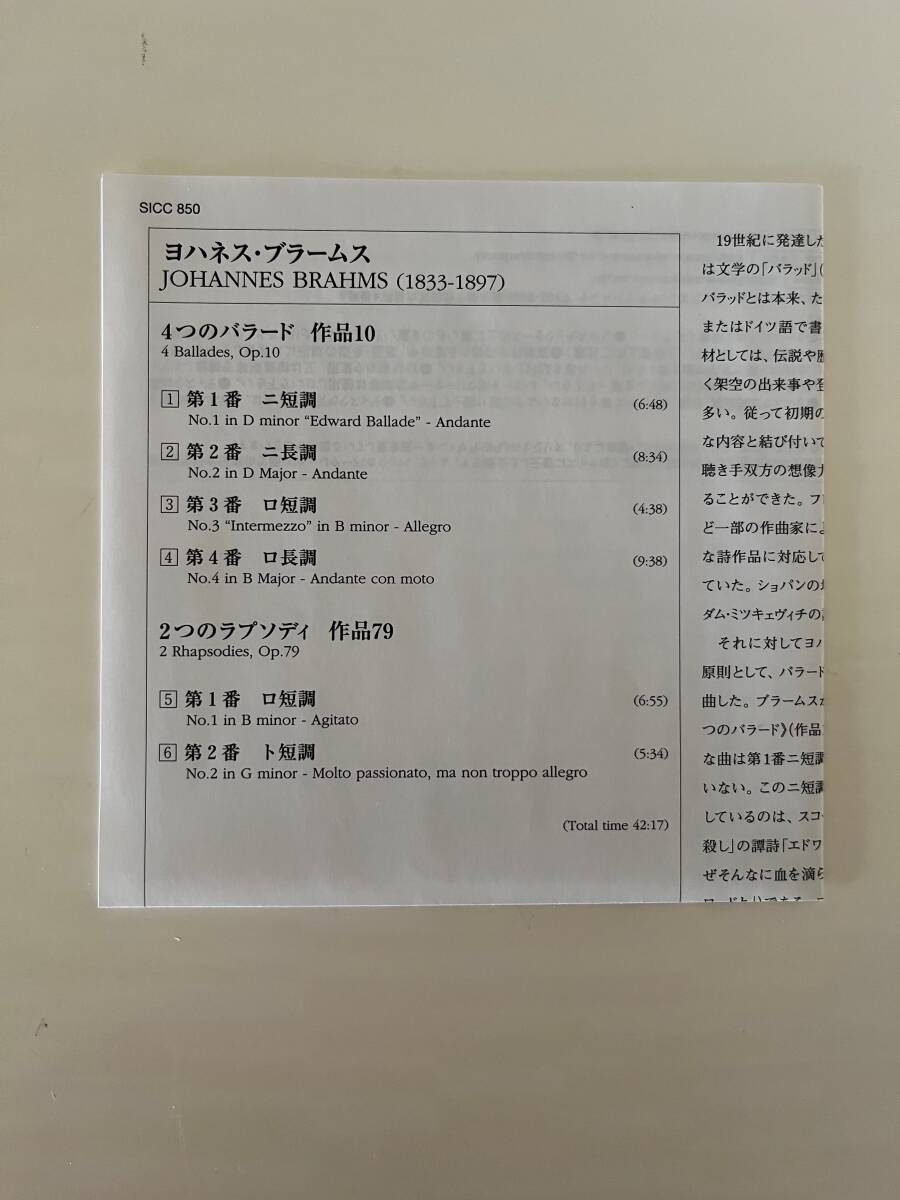 SICC 850
ヨハネス・ブラームス
JOHANNES BRAHMS (1833-1897)
4つのバラード 作品10
4 Ballades, Op.10
1 第1番 ニ短調 (6:48)
No.1 in D minor “Edward Ballade” - Andante
2 第2番 ニ長調 (8:34)
No.2 in D Major - Andante
3 第3番 ロ短調 (4:38)
No.3 “Intermezzo” in B minor - Allegro
4 第4番 ロ長調 (9:38)
No.4 in B Major - Andante con moto
2つのラプソディ 作品79
2 Rhapsodies, Op.79
5 第1番 ロ短調 (6:55)
No.1 in B minor - Agitato
6 第2番 ト短調 (5:34)
No.2 in G minor - Molto passionato, ma non troppo allegro
(Total time 42:17)
19世紀に発達した
は文学の「バラッド」(
バラッドとは本来、た
またはドイツ語で書
材としては、伝説や歴
く架空の出来事や登
多い。従って初期の
な内容と結び付いて
聴き手双方の想像力
ることができた。フ
ど一部の作曲家によ
な詩作品に対応して
ていた。ショパンの
ダム・ミツキェヴィチの
それに対してヨハ
原則として、バラード
曲した。ブラームスが
つのバラード》(作品
な曲は第1番ニ短調
いない。このニ短調
しているのは、スコ
殺し」の譚詩「エドワ
ぜそんなに血を滴ら